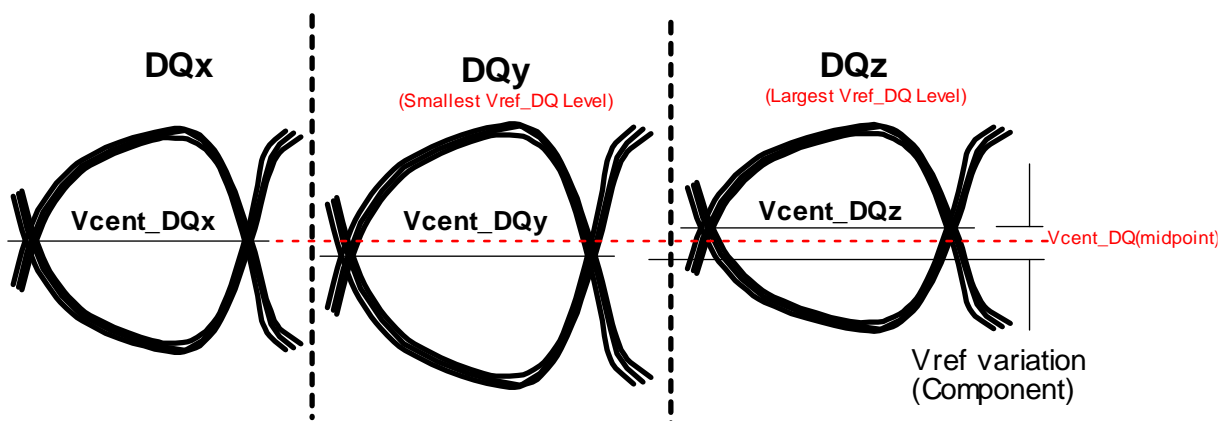 DQx
DQy
(Smallest Vref_DQ Level)
DQz
(Largest Vref_DQ Level)
Vcent_DQx
Vcent_DQy
Vcent_DQz
Vcent_DQ(midpoint)
Vref variation
(Component)